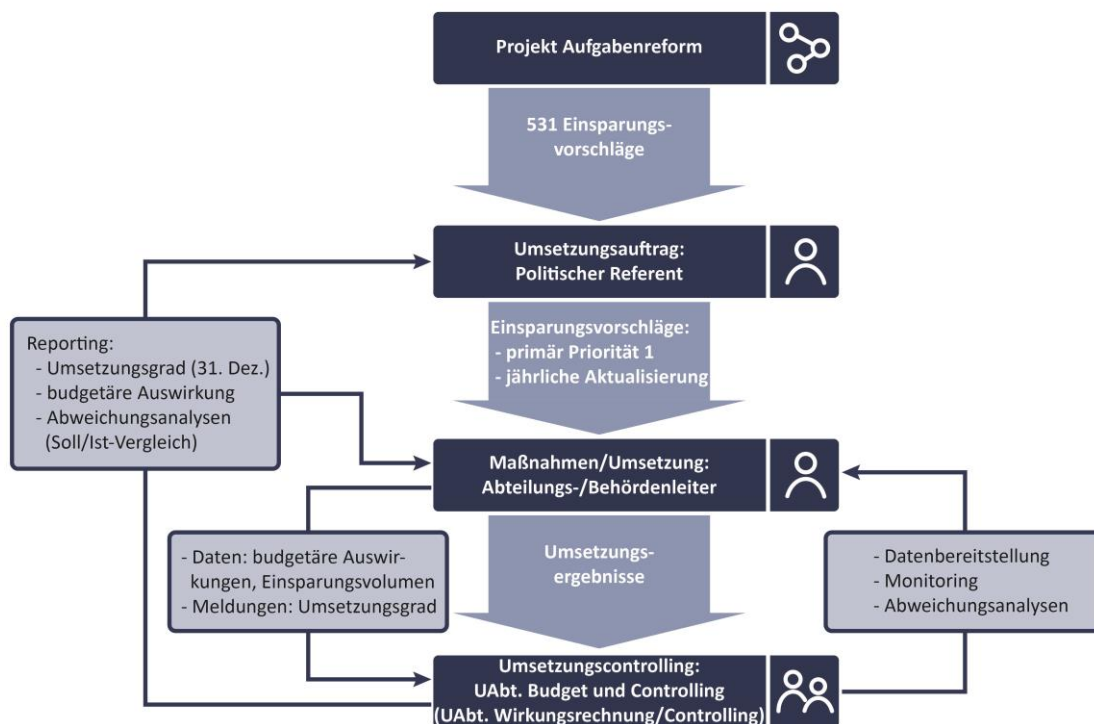 Projekt Aufgabenreform
531 Einsparungs-
vorschläge
Umsetzungsauftrag:
Politischer Referent
Einsparungsvorschläge:
- primär Priorität 1
- jährliche Aktualisierung
Reporting:
- Umsetzungsgrad (31. Dez.)
- budgetäre Auswirkung
- Abweichungsanalysen
(Soll/Ist-Vergleich)
Maßnahmen/Umsetzung:
Abteilungs-/Behördenleiter
- Daten: budgetäre Auswir-
kungen, Einsparungsvolumen
- Meldungen: Umsetzungsgrad
Umsetzungs-
ergebnisse
- Datenbereitstellung
- Monitoring
- Abweichungsanalysen
Umsetzungscontrolling:
UAbt. Budget und Controlling
(UAbt. Wirkungsrechnung/Controlling)